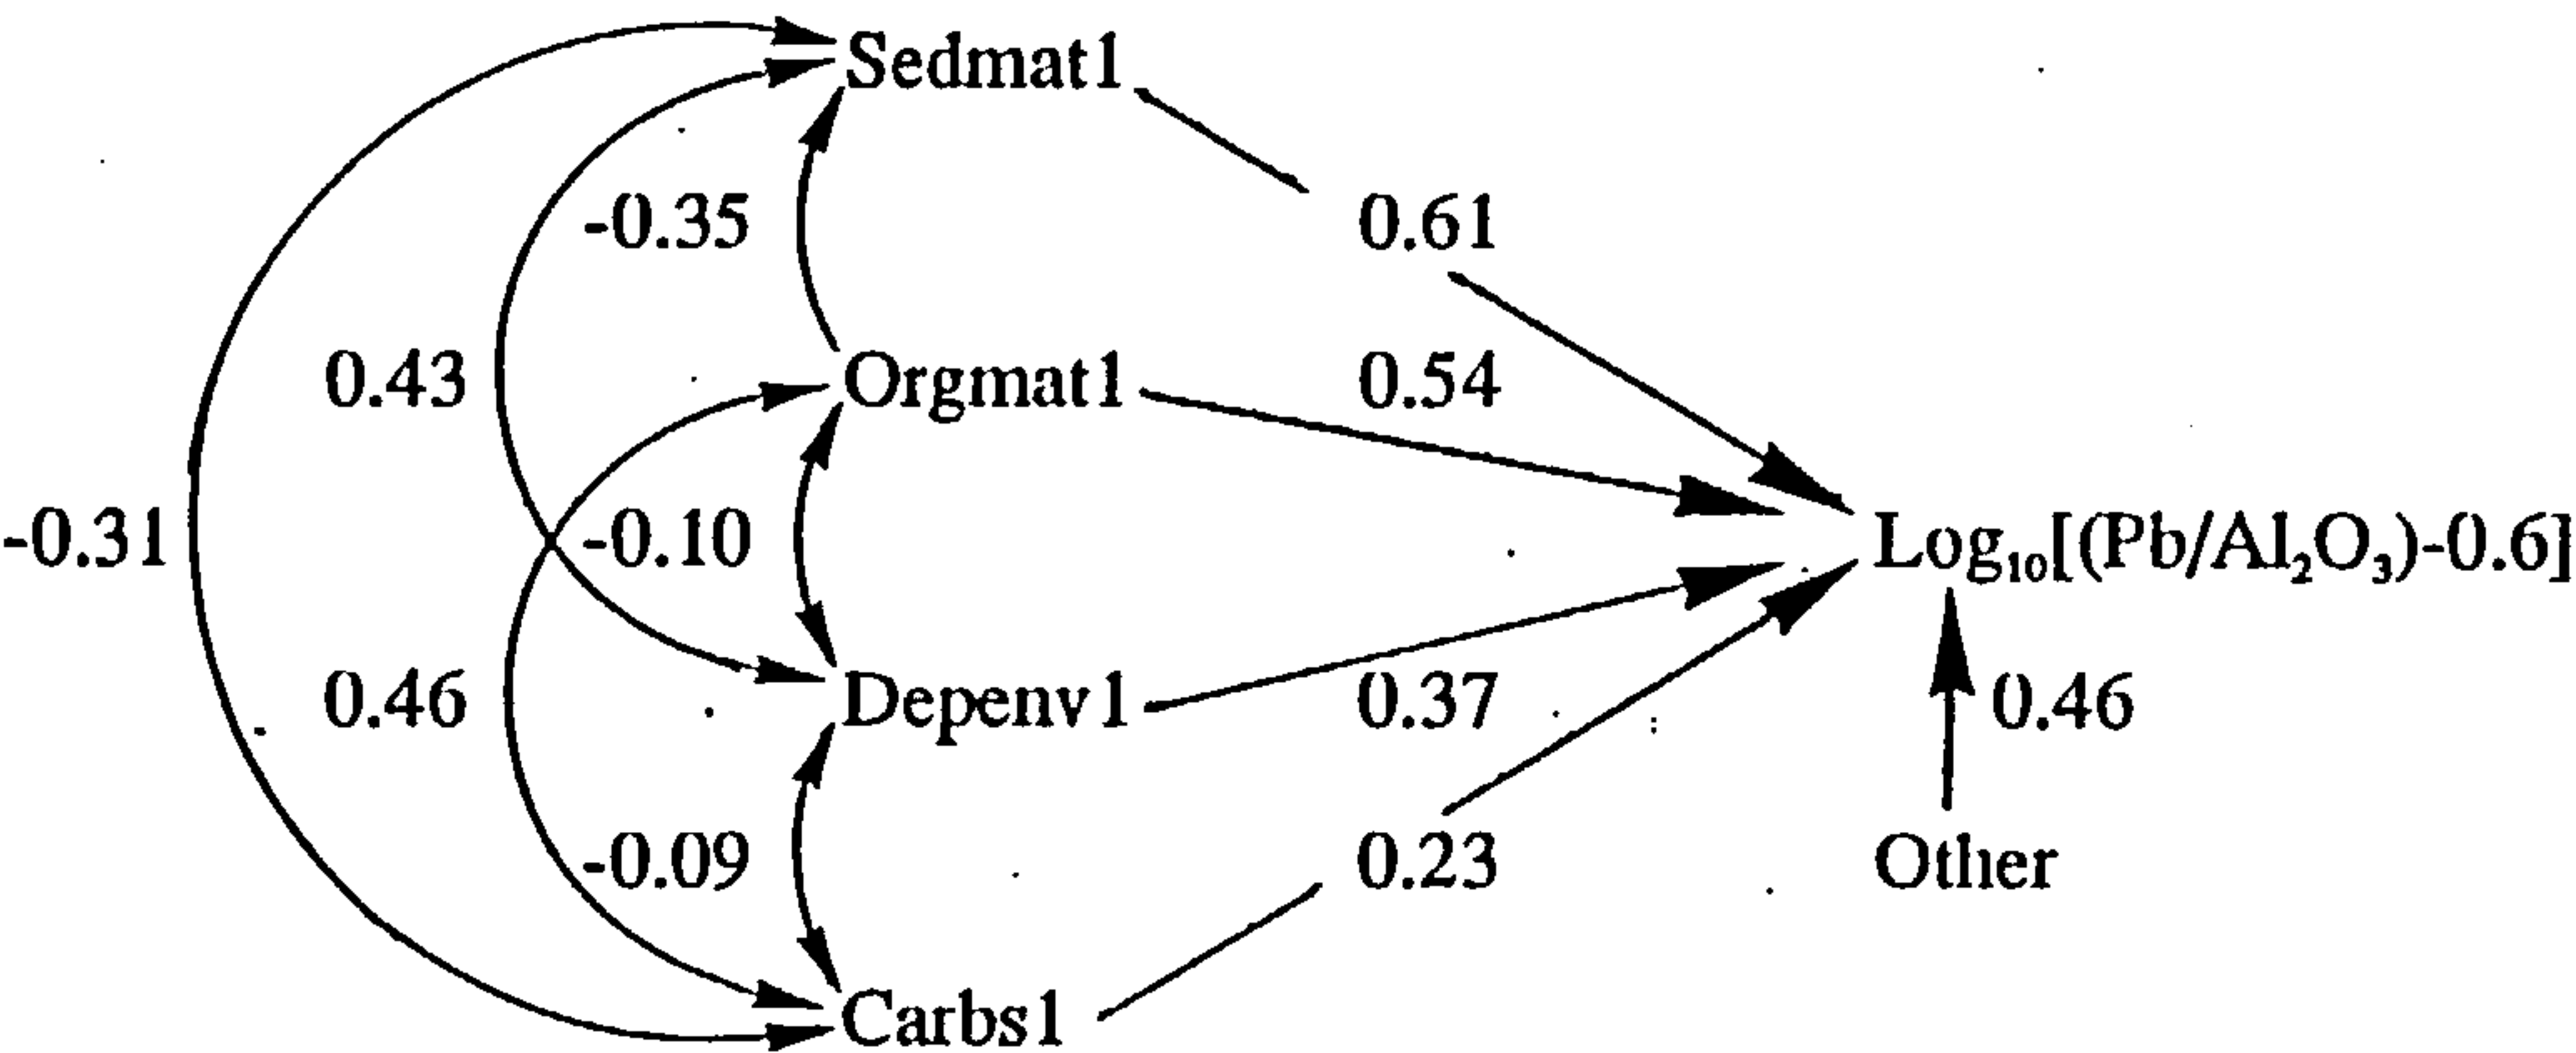 Sedmat1
-0.35
0.61
0.43
Orgmat1
0.54
-0.31
-0.10
Log₁₀[(Pb/Al₂O₃)-0.6]
0.46
Depenv1
0.37
0.46
-0.09
0.23
Other
Carbs1